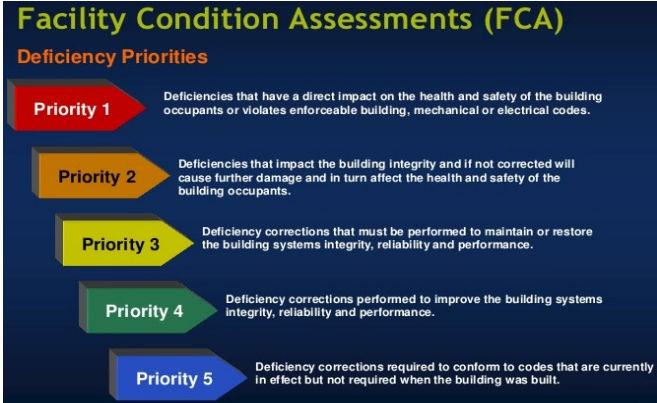 Facility Condition Assessments (FCA)
Deficiency Priorities
Priority 1
Deficiencies that have a direct impact on the health and safety of the building
occupants or violates enforceable building, mechanical or electrical codes.
Priority 2
Deficiencies that impact the building integrity and if not corrected will
cause further damage and in turn affect the health and safety of the
building occupants.
Priority 3
Deficiency corrections that must be performed to maintain or restore
the building systems integrity, reliability and performance.
Priority 4
Deficiency corrections performed to improve the building systems
integrity, reliability and performance.
Priority 5
Deficiency corrections required to conform to codes that are currently
in effect but not required when the building was built.